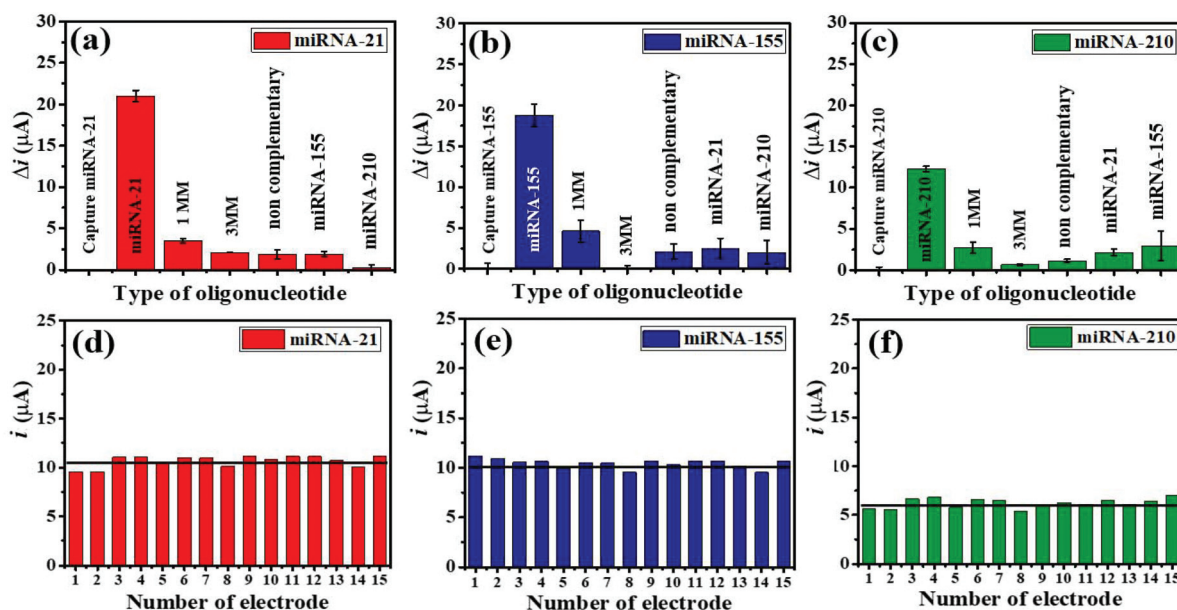 (a)
miRNA-21
30
25
20
15
10
5
0
Δi (μA)
Capture miRNA-21
miRNA-21
1 MM
3MM
non complementary
miRNA-155
miRNA-210
Type of oligonucleotide
(b)
miRNA-155
30
25
20
15
10
5
0
Δi (μA)
Capture miRNA-155
miRNA-155
1MM
3MM
non complementary
miRNA-21
miRNA-210
Type of oligonucleotide
(c)
miRNA-210
30
25
20
15
10
5
0
Δi (μA)
Capture miRNA-210
miRNA-210
1MM
3MM
non complementary
miRNA-21
miRNA-155
Type of oligonucleotide
(d)
miRNA-21
25
20
15
10
5
0
i (μA)
1 2 3 4 5 6 7 8 9 10 11 12 13 14 15
Number of electrode
(e)
miRNA-155
25
20
15
10
5
0
i (μA)
1 2 3 4 5 6 7 8 9 10 11 12 13 14 15
Number of electrode
(f)
miRNA-210
25
20
15
10
5
0
i (μA)
1 2 3 4 5 6 7 8 9 10 11 12 13 14 15
Number of electrode